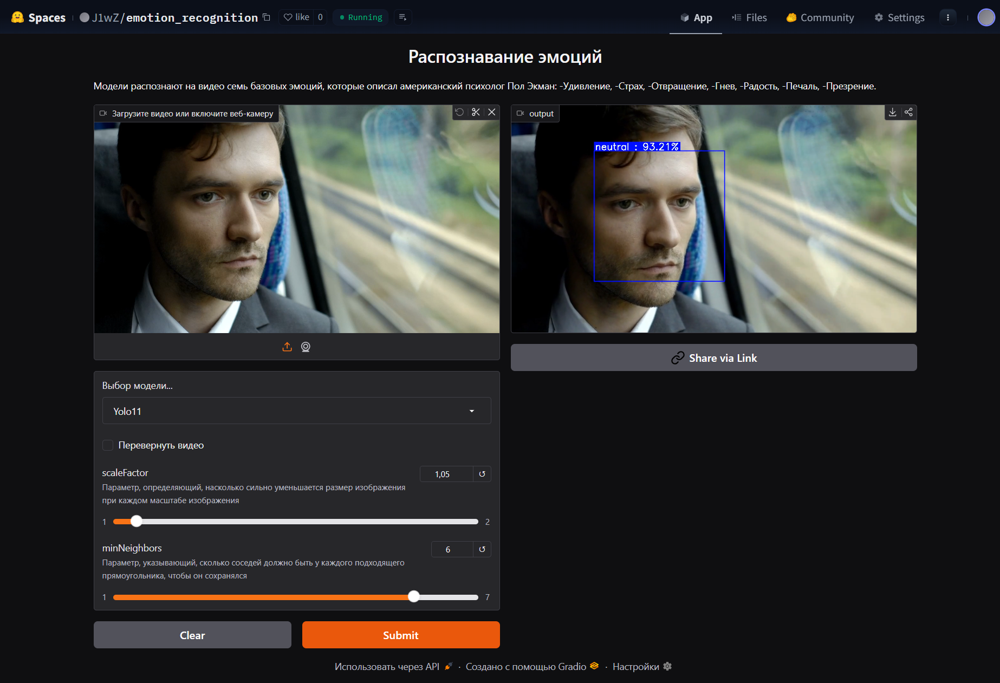 Spaces
J1wZ/emotion_recognition
like 0
Running
App
Files
Community
Settings
Распознавание эмоций
Модели распознают на видео семь базовых эмоций, которые описал американский психолог Пол Экман: -Удивление, -Страх, -Отвращение, -Гнев, -Радость, -Печаль, -Презрение.
Загрузите видео или включите веб-камеру
output
neutral : 93.21%
Share via Link
Выбор модели...
Yolo11
Перевернуть видео
scaleFactor
1,05
Параметр, определяющий, насколько сильно уменьшается размер изображения
при каждом масштабе изображения
1
2
minNeighbors
6
Параметр, указывающий, сколько соседей должно быть у каждого подходящего
прямоугольника, чтобы он сохранялся
1
7
Clear
Submit
Использовать через API · Создано с помощью Gradio · Настройки